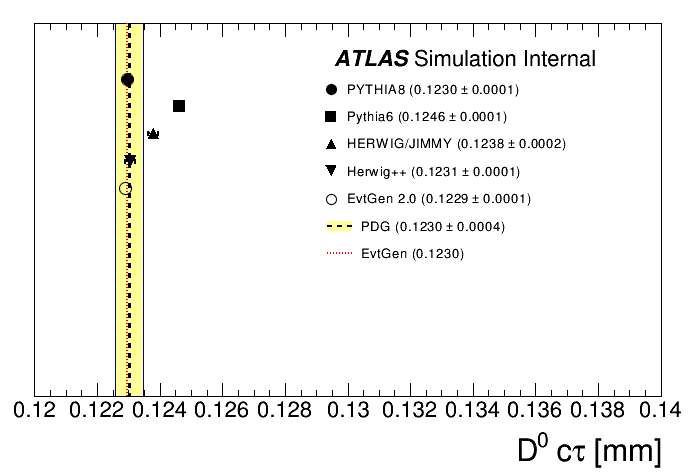 ATLAS Simulation Internal
PYTHIA8 (0.1230 ± 0.0001)
Pythia6 (0.1246 ± 0.0001)
HERWIG/JIMMY (0.1238 ± 0.0002)
Herwig++ (0.1231 ± 0.0001)
EvtGen 2.0 (0.1229 ± 0.0001)
PDG (0.1230 ± 0.0004)
EvtGen (0.1230)
0.12 0.122 0.124 0.126 0.128 0.13 0.132 0.134 0.136 0.138 0.14
D⁰ cτ [mm]